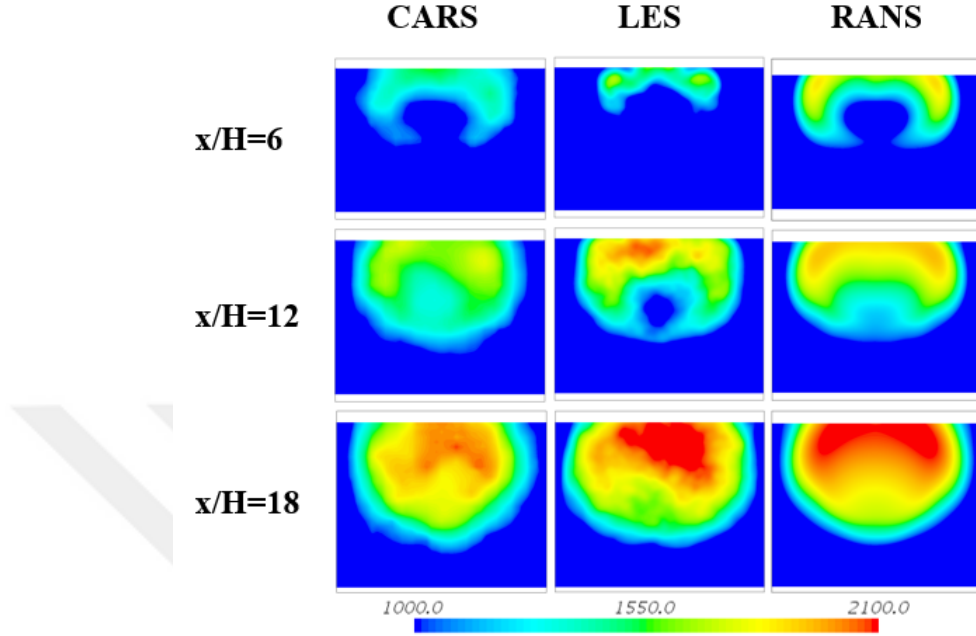 CARS LES RANS
x/H=6
x/H=12
x/H=18
1000.0 1550.0 2100.0